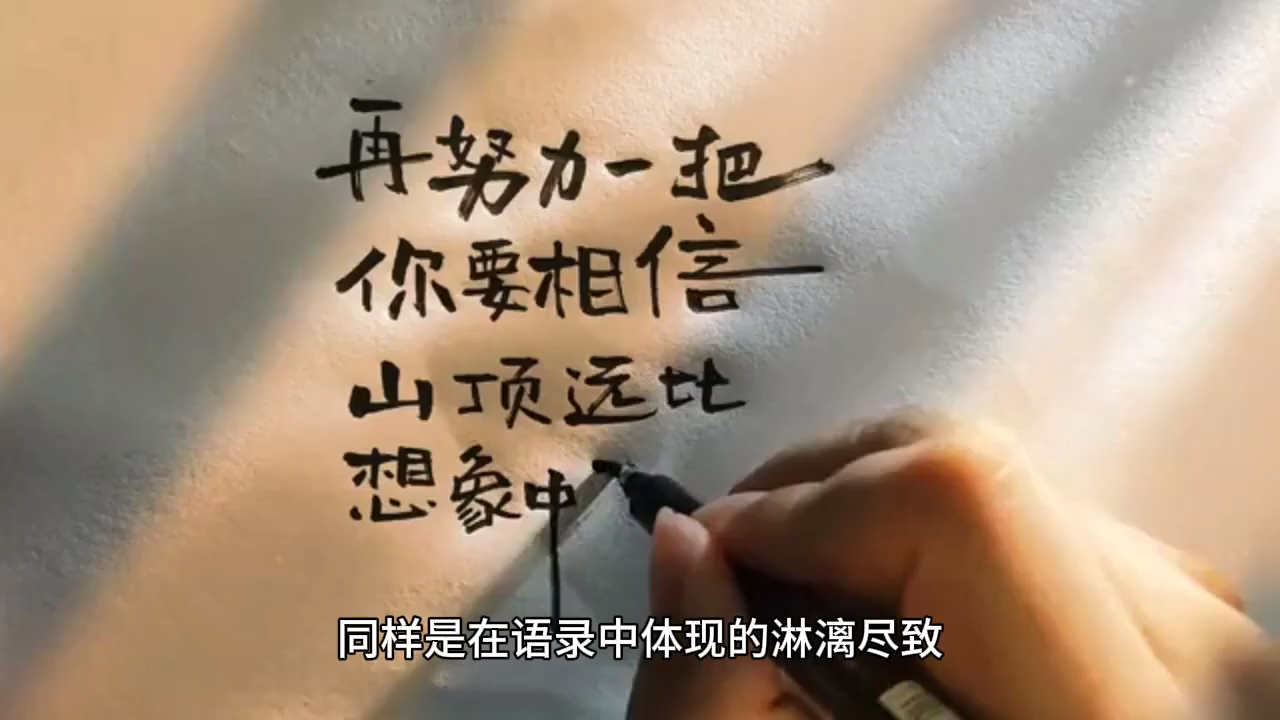 再努力一把
你要相信
山顶远比
想象中
同样是在语录中体现的淋漓尽致